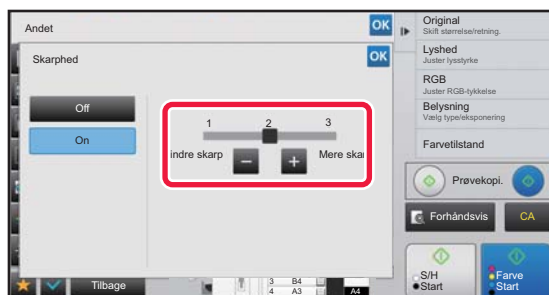 Andet
OK
Skarphed
OK
Off
On
1 2 3
indre skarp
Mere ska
Tilbage
3 B4
4 A3
A4
Original
Skift størrelse/retning.
Lyshed
Juster lysstyrke
RGB
Juster RGB-tykkelse
Belysning
Vælg type/eksponering
Farvetilstand
Prøvekopi.
Forhåndsvis
CA
S/H
Start
Farve
Start